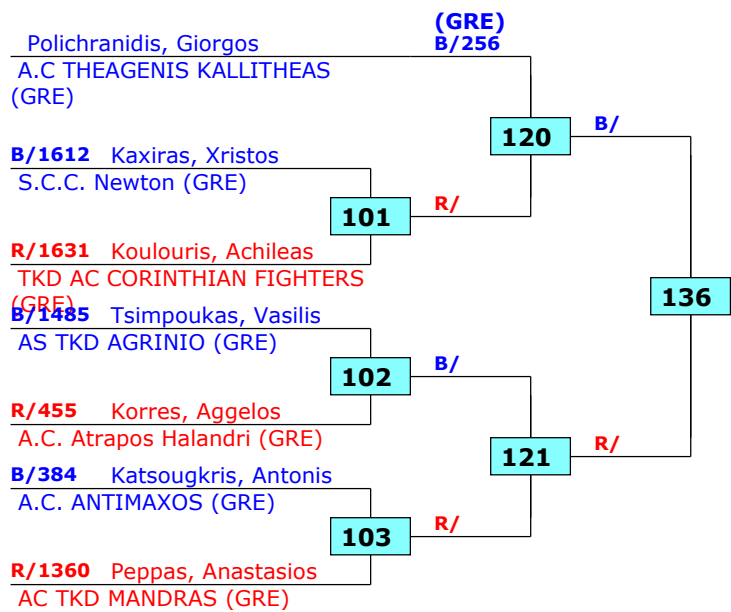 (GRE)
Polichranidis, Giorgos B/256
A.C THEAGENIS KALLITHEAS
(GRE)
120 B/
B/1612 Kaxiras, Xristos
S.C.C. Newton (GRE)
101 R/
R/1631 Koulouris, Achileas
TKD AC CORINTHIAN FIGHTERS
(GRE)
136
B/1485 Tsimpoukas, Vasilis
AS TKD AGRINIO (GRE)
102 B/
R/455 Korres, Aggelos
A.C. Atrapos Halandri (GRE)
121 R/
B/384 Katsougkris, Antonis
A.C. ANTIMAXOS (GRE)
103 R/
R/1360 Peppas, Anastasios
AC TKD MANDRAS (GRE)